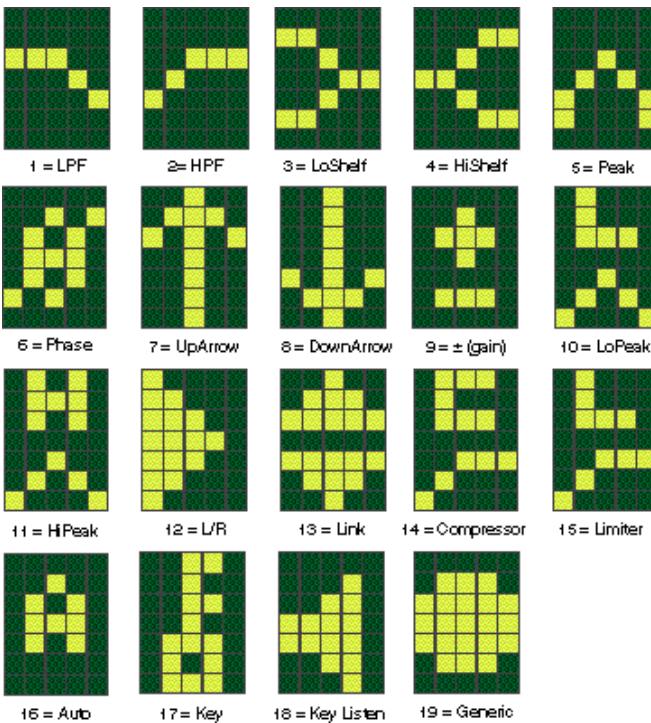 1 = LPF 2= HPF 3 = LoShelf 4 = HiShelf 5 = Peak
6 = Phase 7 = UpArrow 8 = DownArrow 9 = ± (gain) 10 = LoPeak
11 = HiPeak 12 = L/R 13 = Link 14 = Compressor 15 = Limiter
16 = Auto 17 = Key 18 = Key Listen 19 = Generic